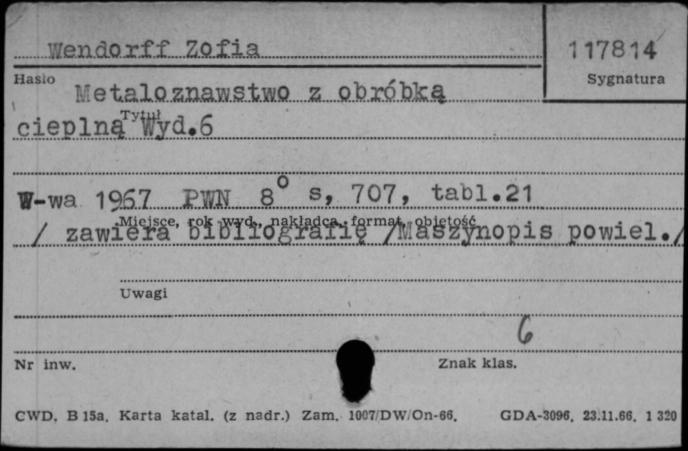 Wendorff Zofia
117814
Hasło
Sygnatura
Metaloznawstwo z obróbką
Tytuł
cieplną Wyd.6
W-wa 1967 PWN 8° s, 707, tabl.21
Miejsce, rok wyd., nakładca, format, objętość
/ zawiera bibliografię /Maszynopis powiel./
Uwagi
6
Nr inw.
Znak klas.
CWD. B 15a. Karta katal. (z nadr.) Zam. 1007/DW/On-66. GDA-3096. 23.11.66. 1 320